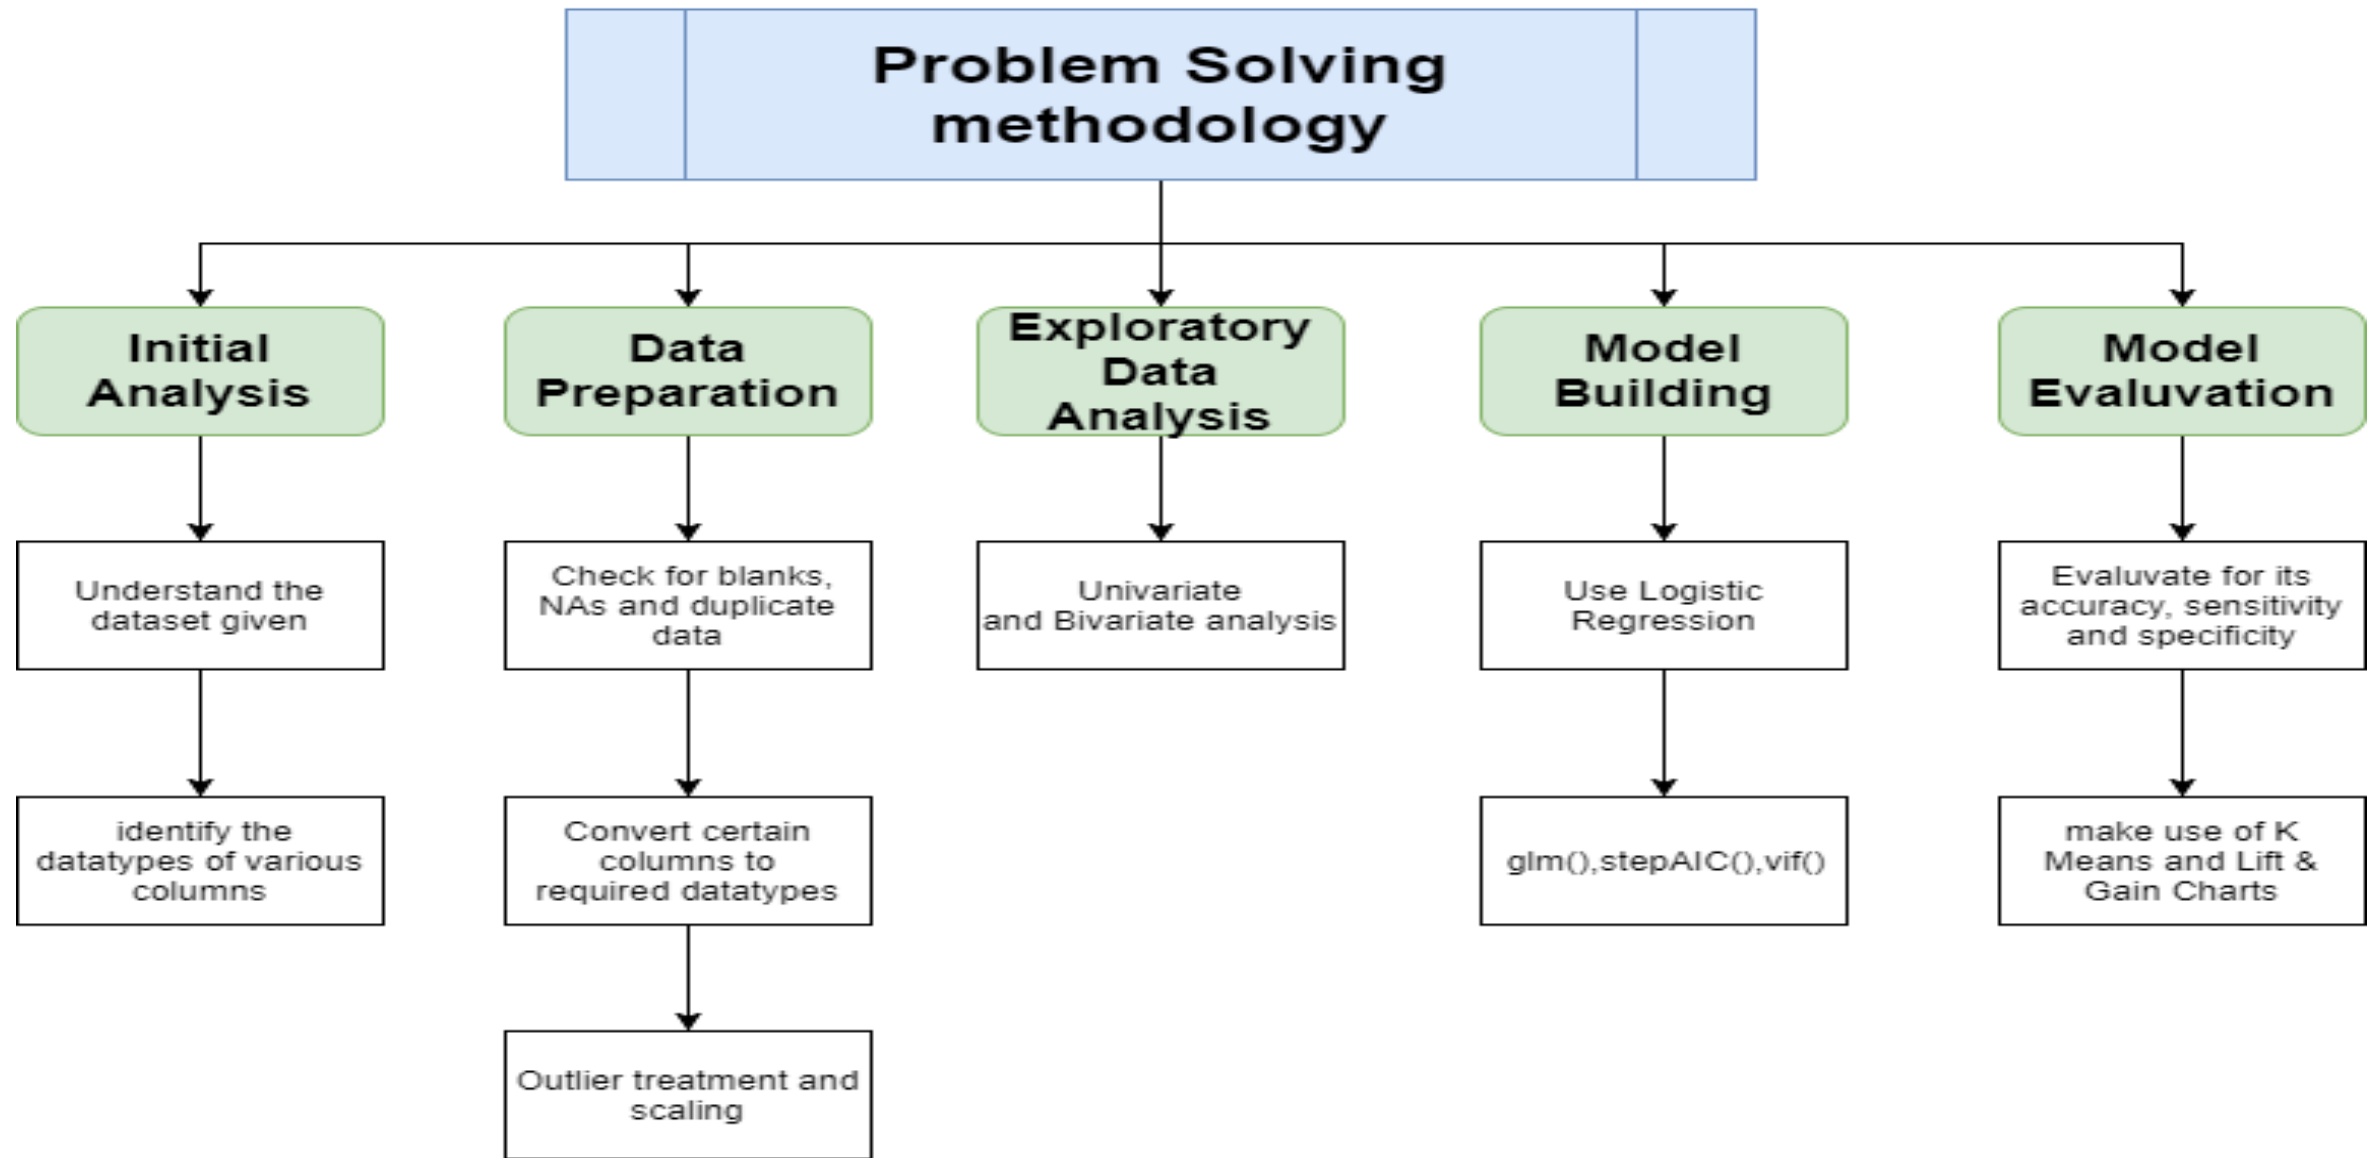 Problem Solving
methodology
Initial
Analysis
Data
Preparation
Exploratory
Data
Analysis
Model
Building
Model
Evaluvation
Understand the
dataset given
Check for blanks,
NAs and duplicate
data
Univariate
and Bivariate analysis
Use Logistic
Regression
Evaluvate for its
accuracy, sensitivity
and specificity
identify the
datatypes of various
columns
Convert certain
columns to
required datatypes
glm(),stepAIC(),vif()
make use of K
Means and Lift &
Gain Charts
Outlier treatment and
scaling